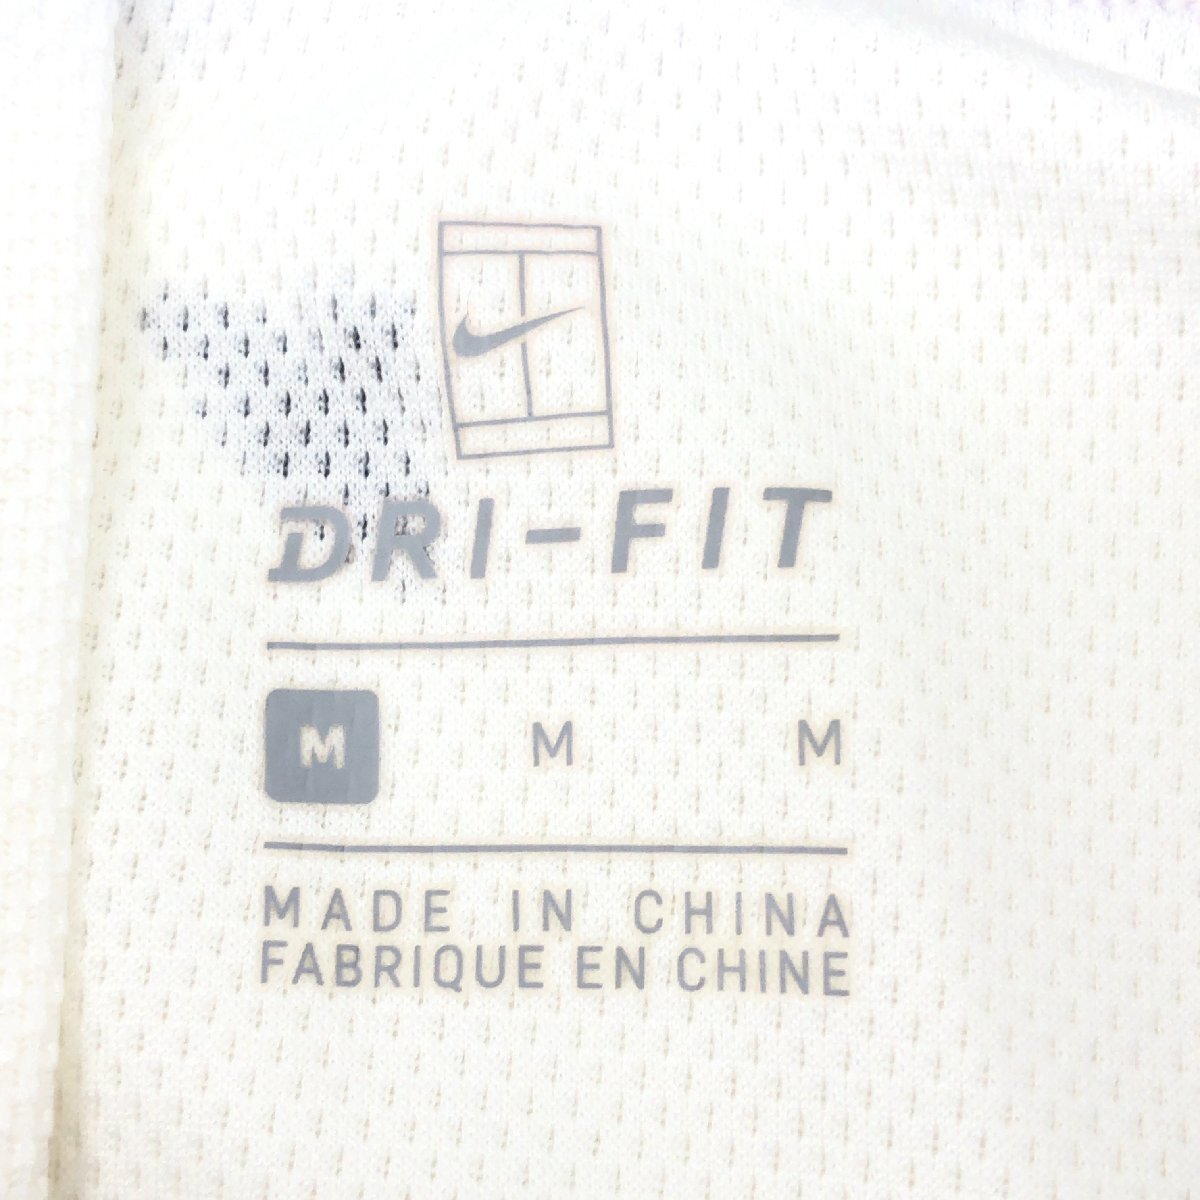 DRI-FIT
M M M
MADE IN CHINA
FABRIQUE EN CHINE